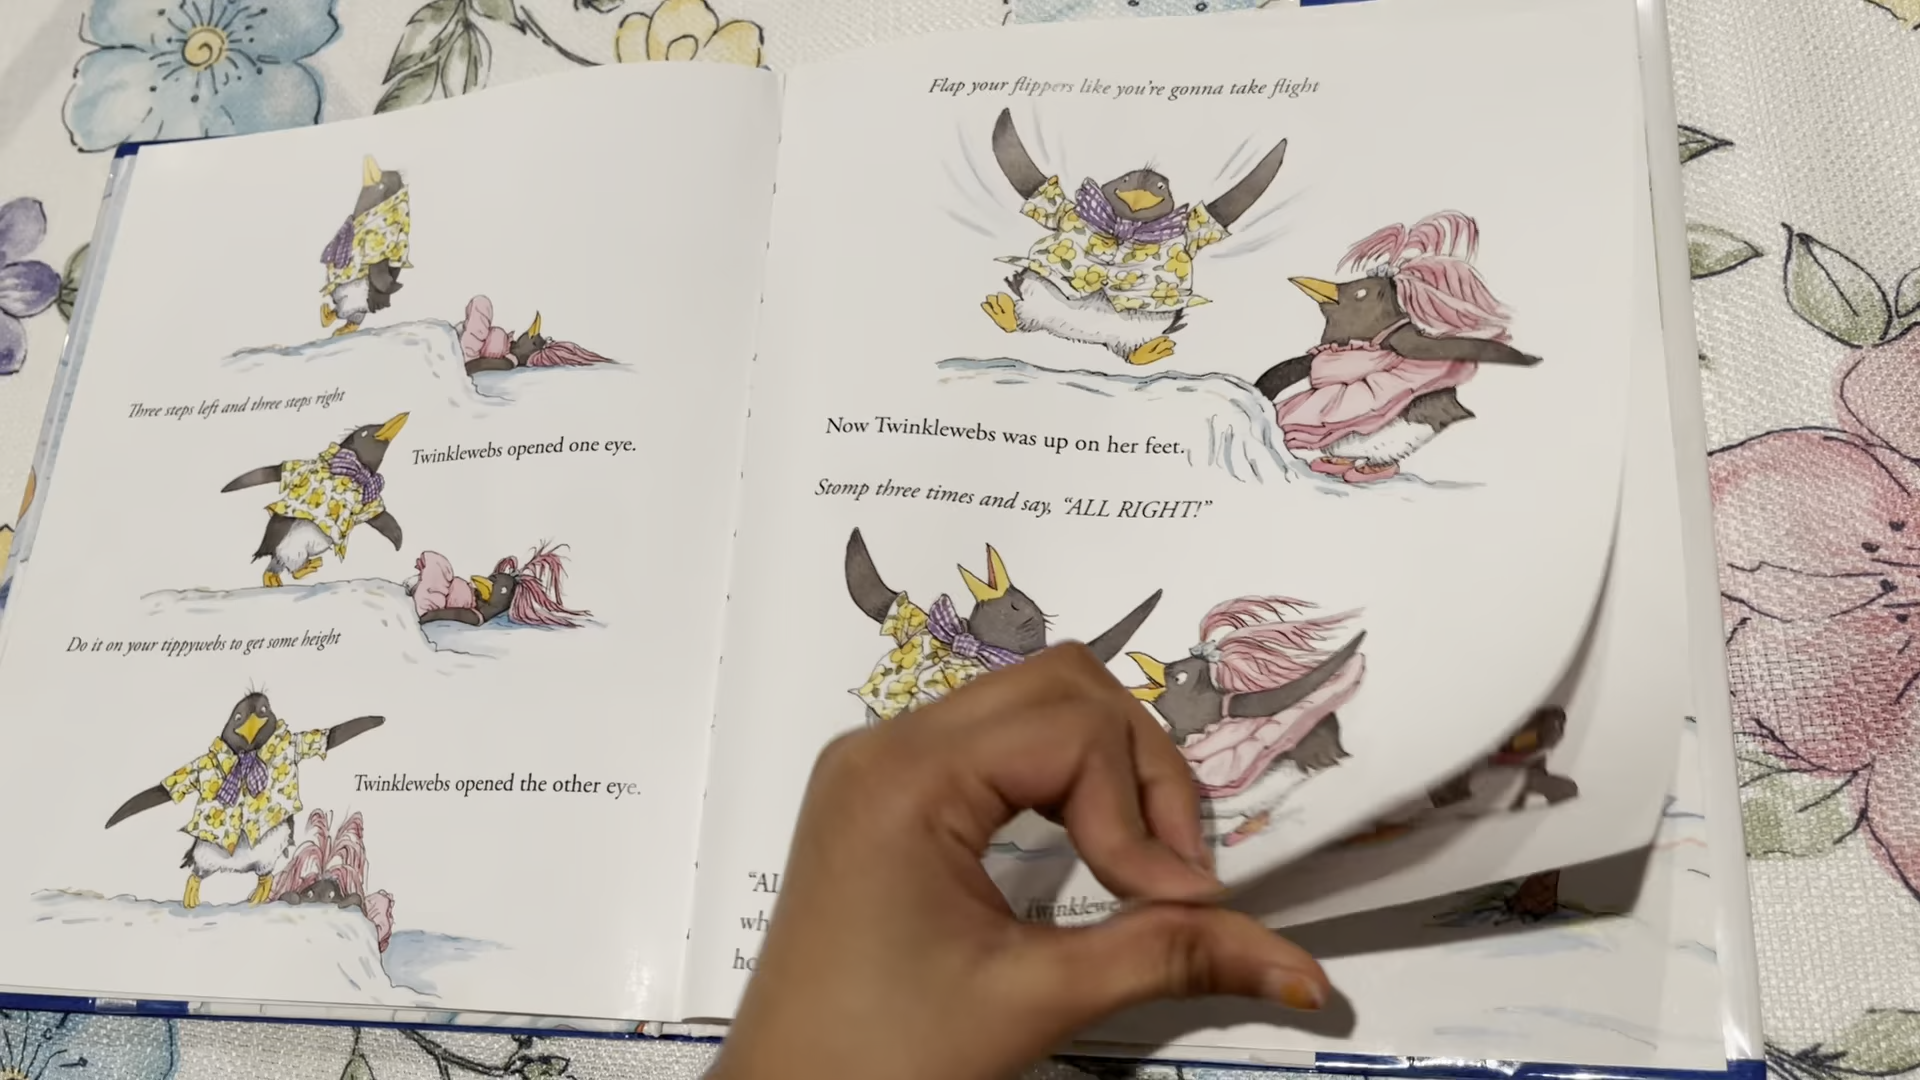 Three steps left and three steps right
Twinklewebs opened one eye.
Do it on your tippywebs to get some height
Twinklewebs opened the other eye.
Flap your flippers like you're gonna take flight
Now Twinklewebs was up on her feet.
Stomp three times and say, “ALL RIGHT!”